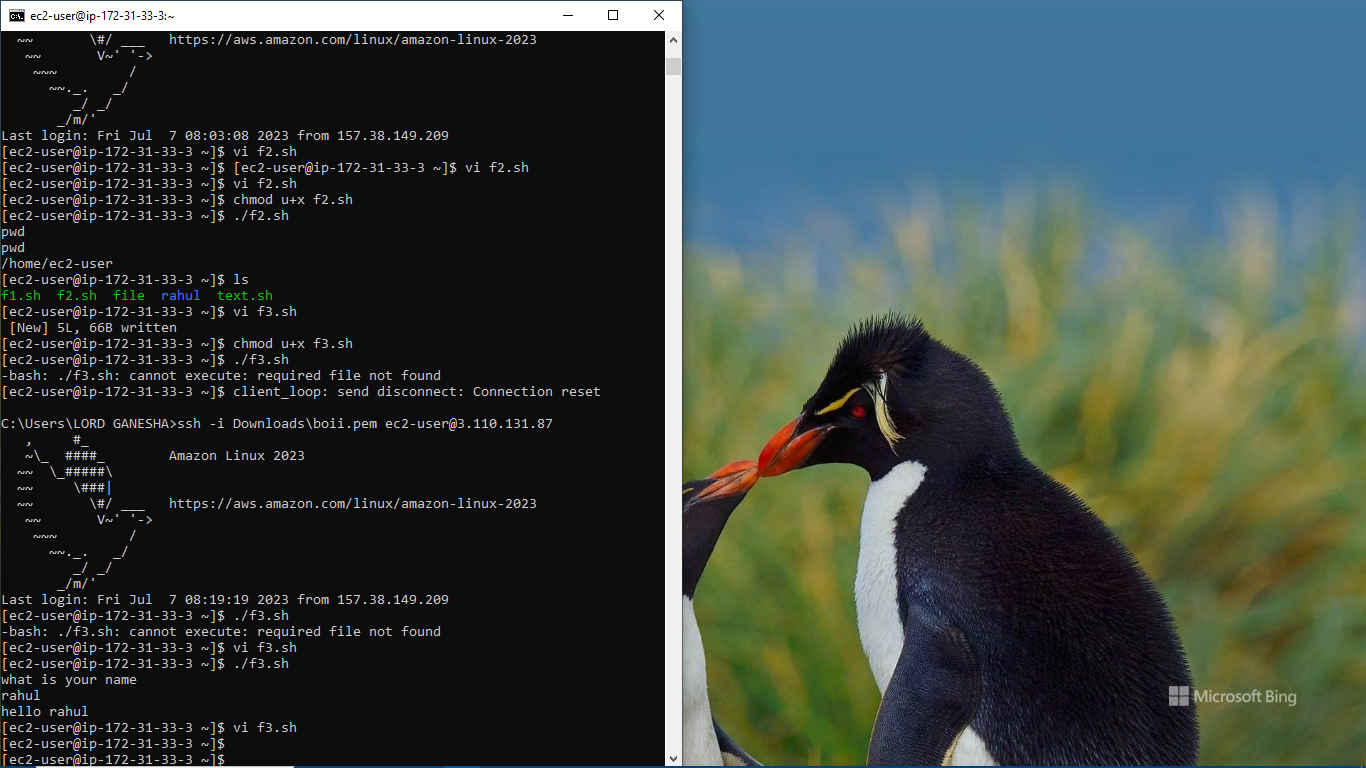 ec2-user@ip-172-31-33-3:~
  ~~       \#/ ___   https://aws.amazon.com/linux/amazon-linux-2023
   ~~       V~' '->
    ~~~         /
      ~~._.   _/
         _/ _/
       _/m/'
Last login: Fri Jul  7 08:03:08 2023 from 157.38.149.209
[ec2-user@ip-172-31-33-3 ~]$ vi f2.sh
[ec2-user@ip-172-31-33-3 ~]$ [ec2-user@ip-172-31-33-3 ~]$ vi f2.sh
[ec2-user@ip-172-31-33-3 ~]$ vi f2.sh
[ec2-user@ip-172-31-33-3 ~]$ chmod u+x f2.sh
[ec2-user@ip-172-31-33-3 ~]$ ./f2.sh
pwd
pwd
/home/ec2-user
[ec2-user@ip-172-31-33-3 ~]$ ls
f1.sh  f2.sh  file  rahul  text.sh
[ec2-user@ip-172-31-33-3 ~]$ vi f3.sh
 [New] 5L, 66B written
[ec2-user@ip-172-31-33-3 ~]$ chmod u+x f3.sh
[ec2-user@ip-172-31-33-3 ~]$ ./f3.sh
-bash: ./f3.sh: cannot execute: required file not found
[ec2-user@ip-172-31-33-3 ~]$ client_loop: send disconnect: Connection reset
C:\Users\LORD GANESHA>ssh -i Downloads\boii.pem ec2-user@3.110.131.87
   ,     #_
   ~\_  ####_        Amazon Linux 2023
  ~~  \_#####\
  ~~     \###|
  ~~       \#/ ___   https://aws.amazon.com/linux/amazon-linux-2023
   ~~       V~' '->
    ~~~         /
      ~~._.   _/
         _/ _/
       _/m/'
Last login: Fri Jul  7 08:19:19 2023 from 157.38.149.209
[ec2-user@ip-172-31-33-3 ~]$ ./f3.sh
-bash: ./f3.sh: cannot execute: required file not found
[ec2-user@ip-172-31-33-3 ~]$ vi f3.sh
[ec2-user@ip-172-31-33-3 ~]$ ./f3.sh
what is your name
rahul
hello rahul
[ec2-user@ip-172-31-33-3 ~]$ vi f3.sh
[ec2-user@ip-172-31-33-3 ~]$
[ec2-user@ip-172-31-33-3 ~]$
Microsoft Bing